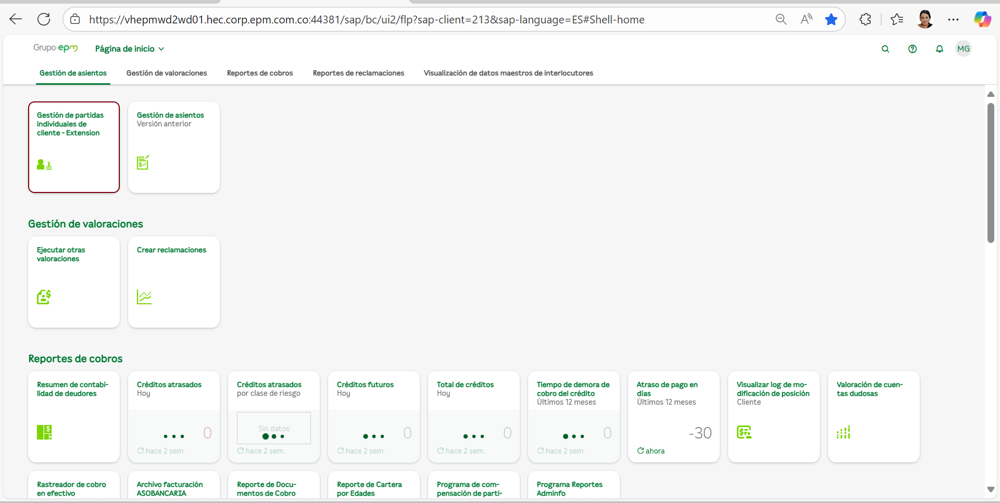 https://vhepmwd2wd01.hec.corp.epm.com.co:44381/sap/bc/ui2/flp?sap-client=213&sap-language=ES#Shell-home
Grupo·epm
Página de inicio
MG
Gestión de asientos
Gestión de valoraciones
Reportes de cobros
Reportes de reclamaciones
Visualización de datos maestros de interlocutores
Gestión de partidas
individuales de
cliente - Extension
Gestión de asientos
Versión anterior
Gestión de valoraciones
Ejecutar otras
valoraciones
Crear reclamaciones
Reportes de cobros
Resumen de contabi-
lidad de deudores
Créditos atrasados
Hoy
0
hace 2 sem.
Créditos atrasados
por clase de riesgo
Sin datos
hace 2 sem.
Créditos futuros
Hoy
0
hace 2 sem.
Total de créditos
Hoy
0
hace 2 sem.
Tiempo de demora de
cobro del crédito
Últimos 12 meses
0
hace 2 sem.
Atraso de pago en
días
Últimos 12 meses
-30
ahora
Visualizar log de mo-
dificación de posición
Cliente
Valoración de cuen-
tas dudosas
Rastreador de cobro
en efectivo
Archivo facturación
ASOBANCARIA
Reporte de Docu-
mentos de Cobro
Reporte de Cartera
por Edades
Programa de com-
pensación de parti-
Programa Reportes
Adminfo